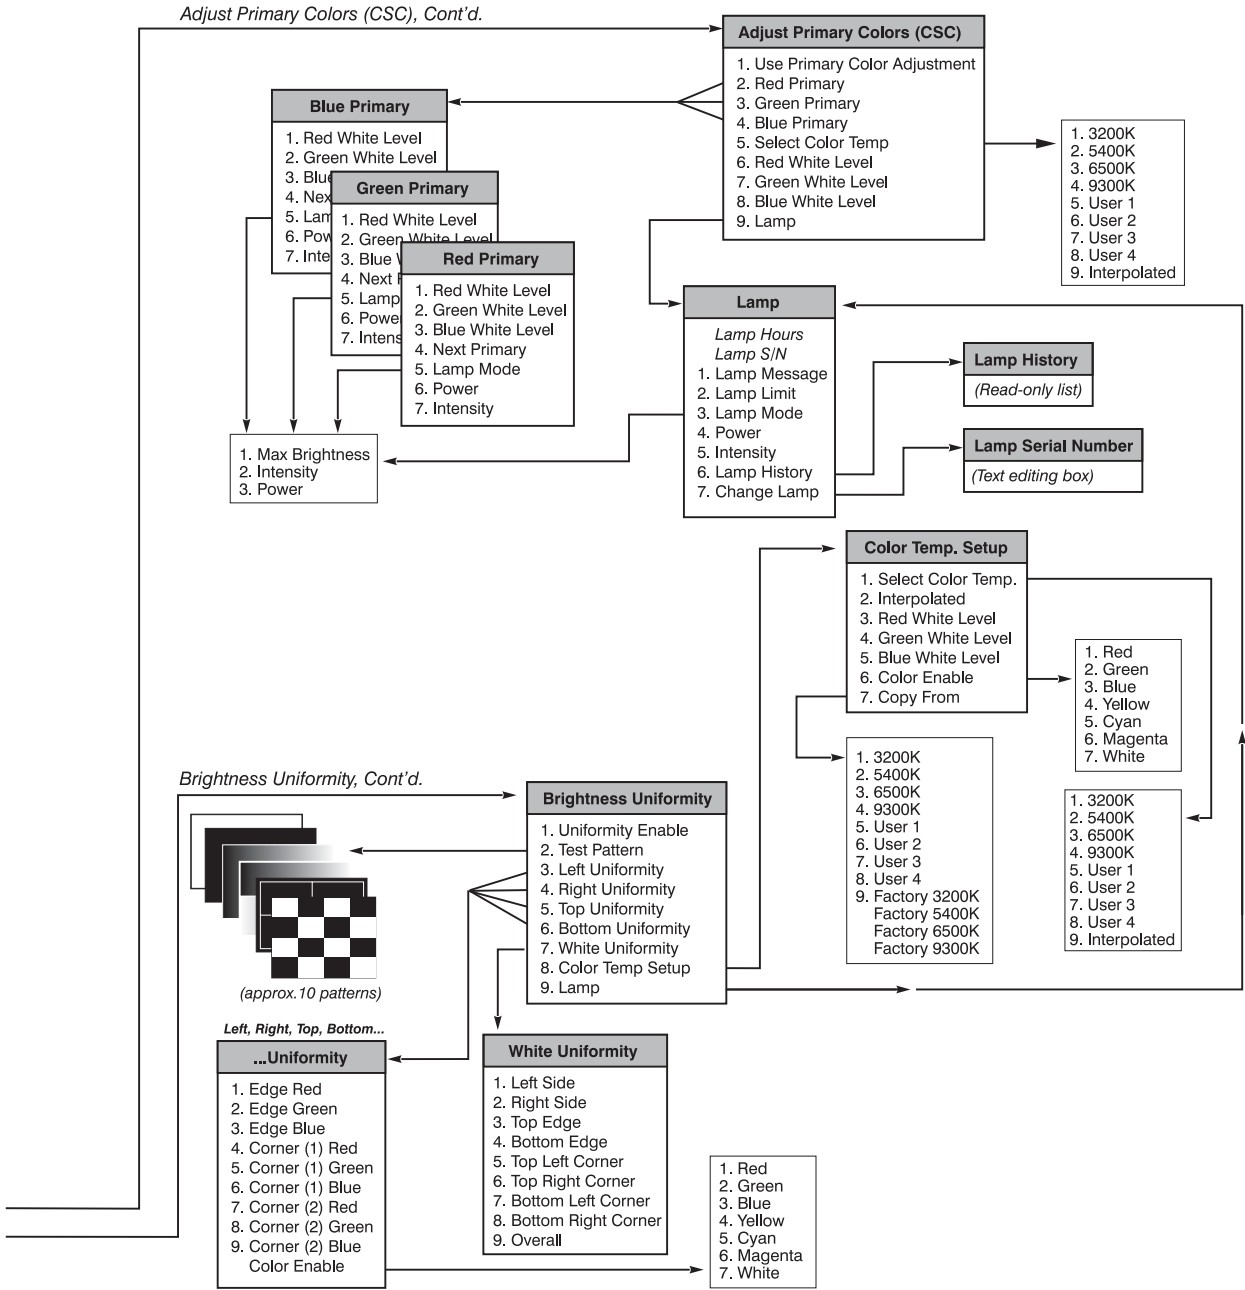 Adjust Primary Colors (CSC), Cont'd.
Adjust Primary Colors (CSC)
1. Use Primary Color Adjustment
2. Red Primary
3. Green Primary
4. Blue Primary
5. Select Color Temp
6. Red White Level
7. Green White Level
8. Blue White Level
9. Lamp
1. 3200K
2. 5400K
3. 6500K
4. 9300K
5. User 1
6. User 2
7. User 3
8. User 4
9. Interpolated
Blue Primary
1. Red White Level
2. Green White Level
3. Blue
4. Nex
5. Lam
6. Pow
7. Inte
Green Primary
1. Red White Level
2. Green White Level
3. Blue
4. Next
5. Lamp
6. Powe
7. Intens
Red Primary
1. Red White Level
2. Green White Level
3. Blue White Level
4. Next Primary
5. Lamp Mode
6. Power
7. Intensity
1. Max Brightness
2. Intensity
3. Power
Lamp
Lamp Hours
Lamp S/N
1. Lamp Message
2. Lamp Limit
3. Lamp Mode
4. Power
5. Intensity
6. Lamp History
7. Change Lamp
Lamp History
(Read-only list)
Lamp Serial Number
(Text editing box)
Color Temp. Setup
1. Select Color Temp.
2. Interpolated
3. Red White Level
4. Green White Level
5. Blue White Level
6. Color Enable
7. Copy From
1. Red
2. Green
3. Blue
4. Yellow
5. Cyan
6. Magenta
7. White
1. 3200K
2. 5400K
3. 6500K
4. 9300K
5. User 1
6. User 2
7. User 3
8. User 4
9. Factory 3200K
Factory 5400K
Factory 6500K
Factory 9300K
1. 3200K
2. 5400K
3. 6500K
4. 9300K
5. User 1
6. User 2
7. User 3
8. User 4
9. Interpolated
Brightness Uniformity, Cont'd.
Brightness Uniformity
1. Uniformity Enable
2. Test Pattern
3. Left Uniformity
4. Right Uniformity
5. Top Uniformity
6. Bottom Uniformity
7. White Uniformity
8. Color Temp Setup
9. Lamp
(approx.10 patterns)
Left, Right, Top, Bottom...
...Uniformity
1. Edge Red
2. Edge Green
3. Edge Blue
4. Corner (1) Red
5. Corner (1) Green
6. Corner (1) Blue
7. Corner (2) Red
8. Corner (2) Green
9. Corner (2) Blue
Color Enable
White Uniformity
1. Left Side
2. Right Side
3. Top Edge
4. Bottom Edge
5. Top Left Corner
6. Top Right Corner
7. Bottom Left Corner
8. Bottom Right Corner
9. Overall
1. Red
2. Green
3. Blue
4. Yellow
5. Cyan
6. Magenta
7. White